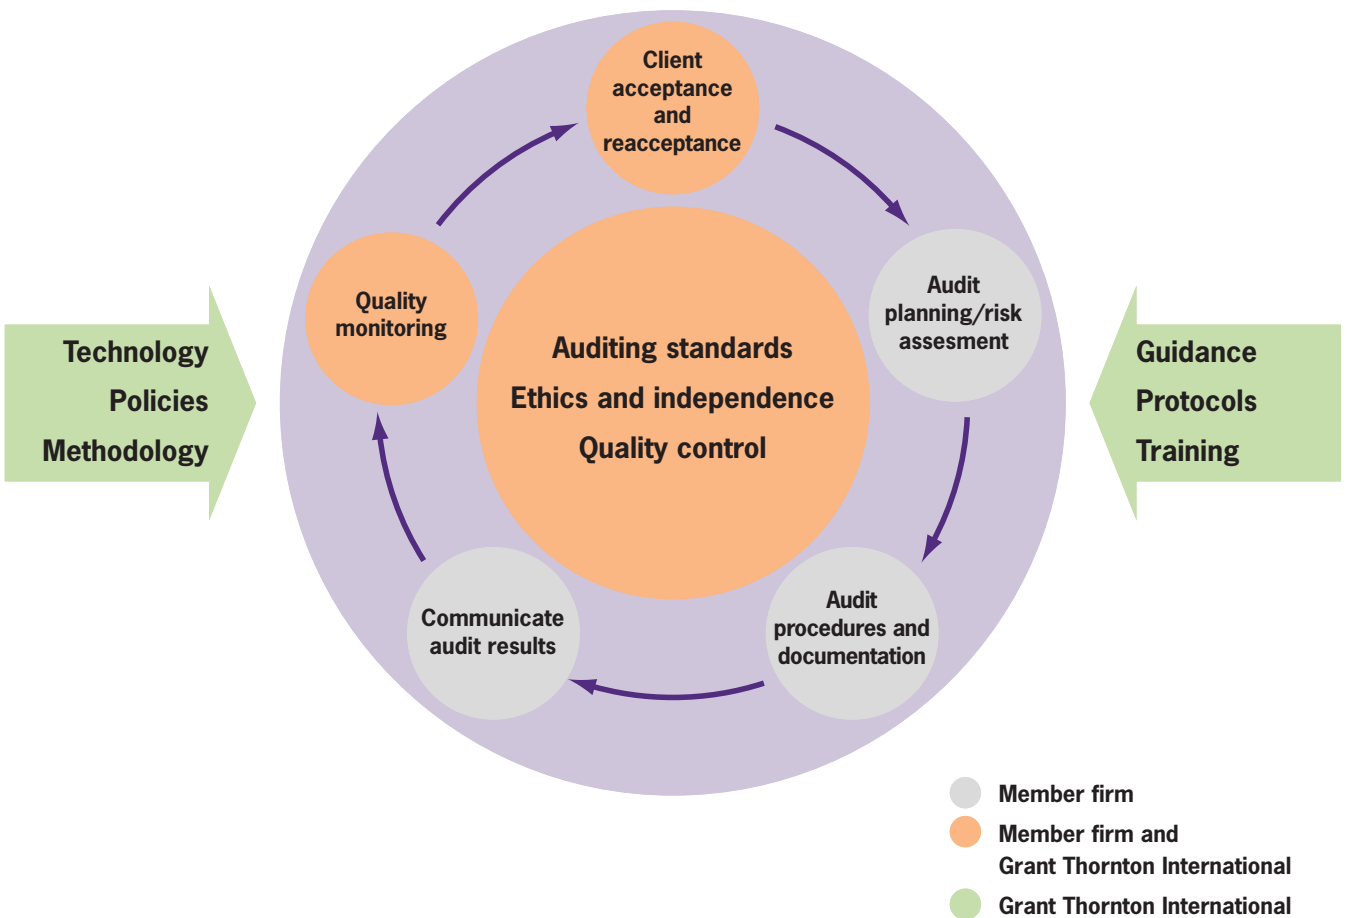 Client
acceptance
and
reacceptance
Audit
planning/risk
assesment
Audit
procedures and
documentation
Communicate
audit results
Quality
monitoring
Auditing standards
Ethics and independence
Quality control
Technology
Policies
Methodology
Guidance
Protocols
Training
Member firm
Member firm and
Grant Thornton International
Grant Thornton International